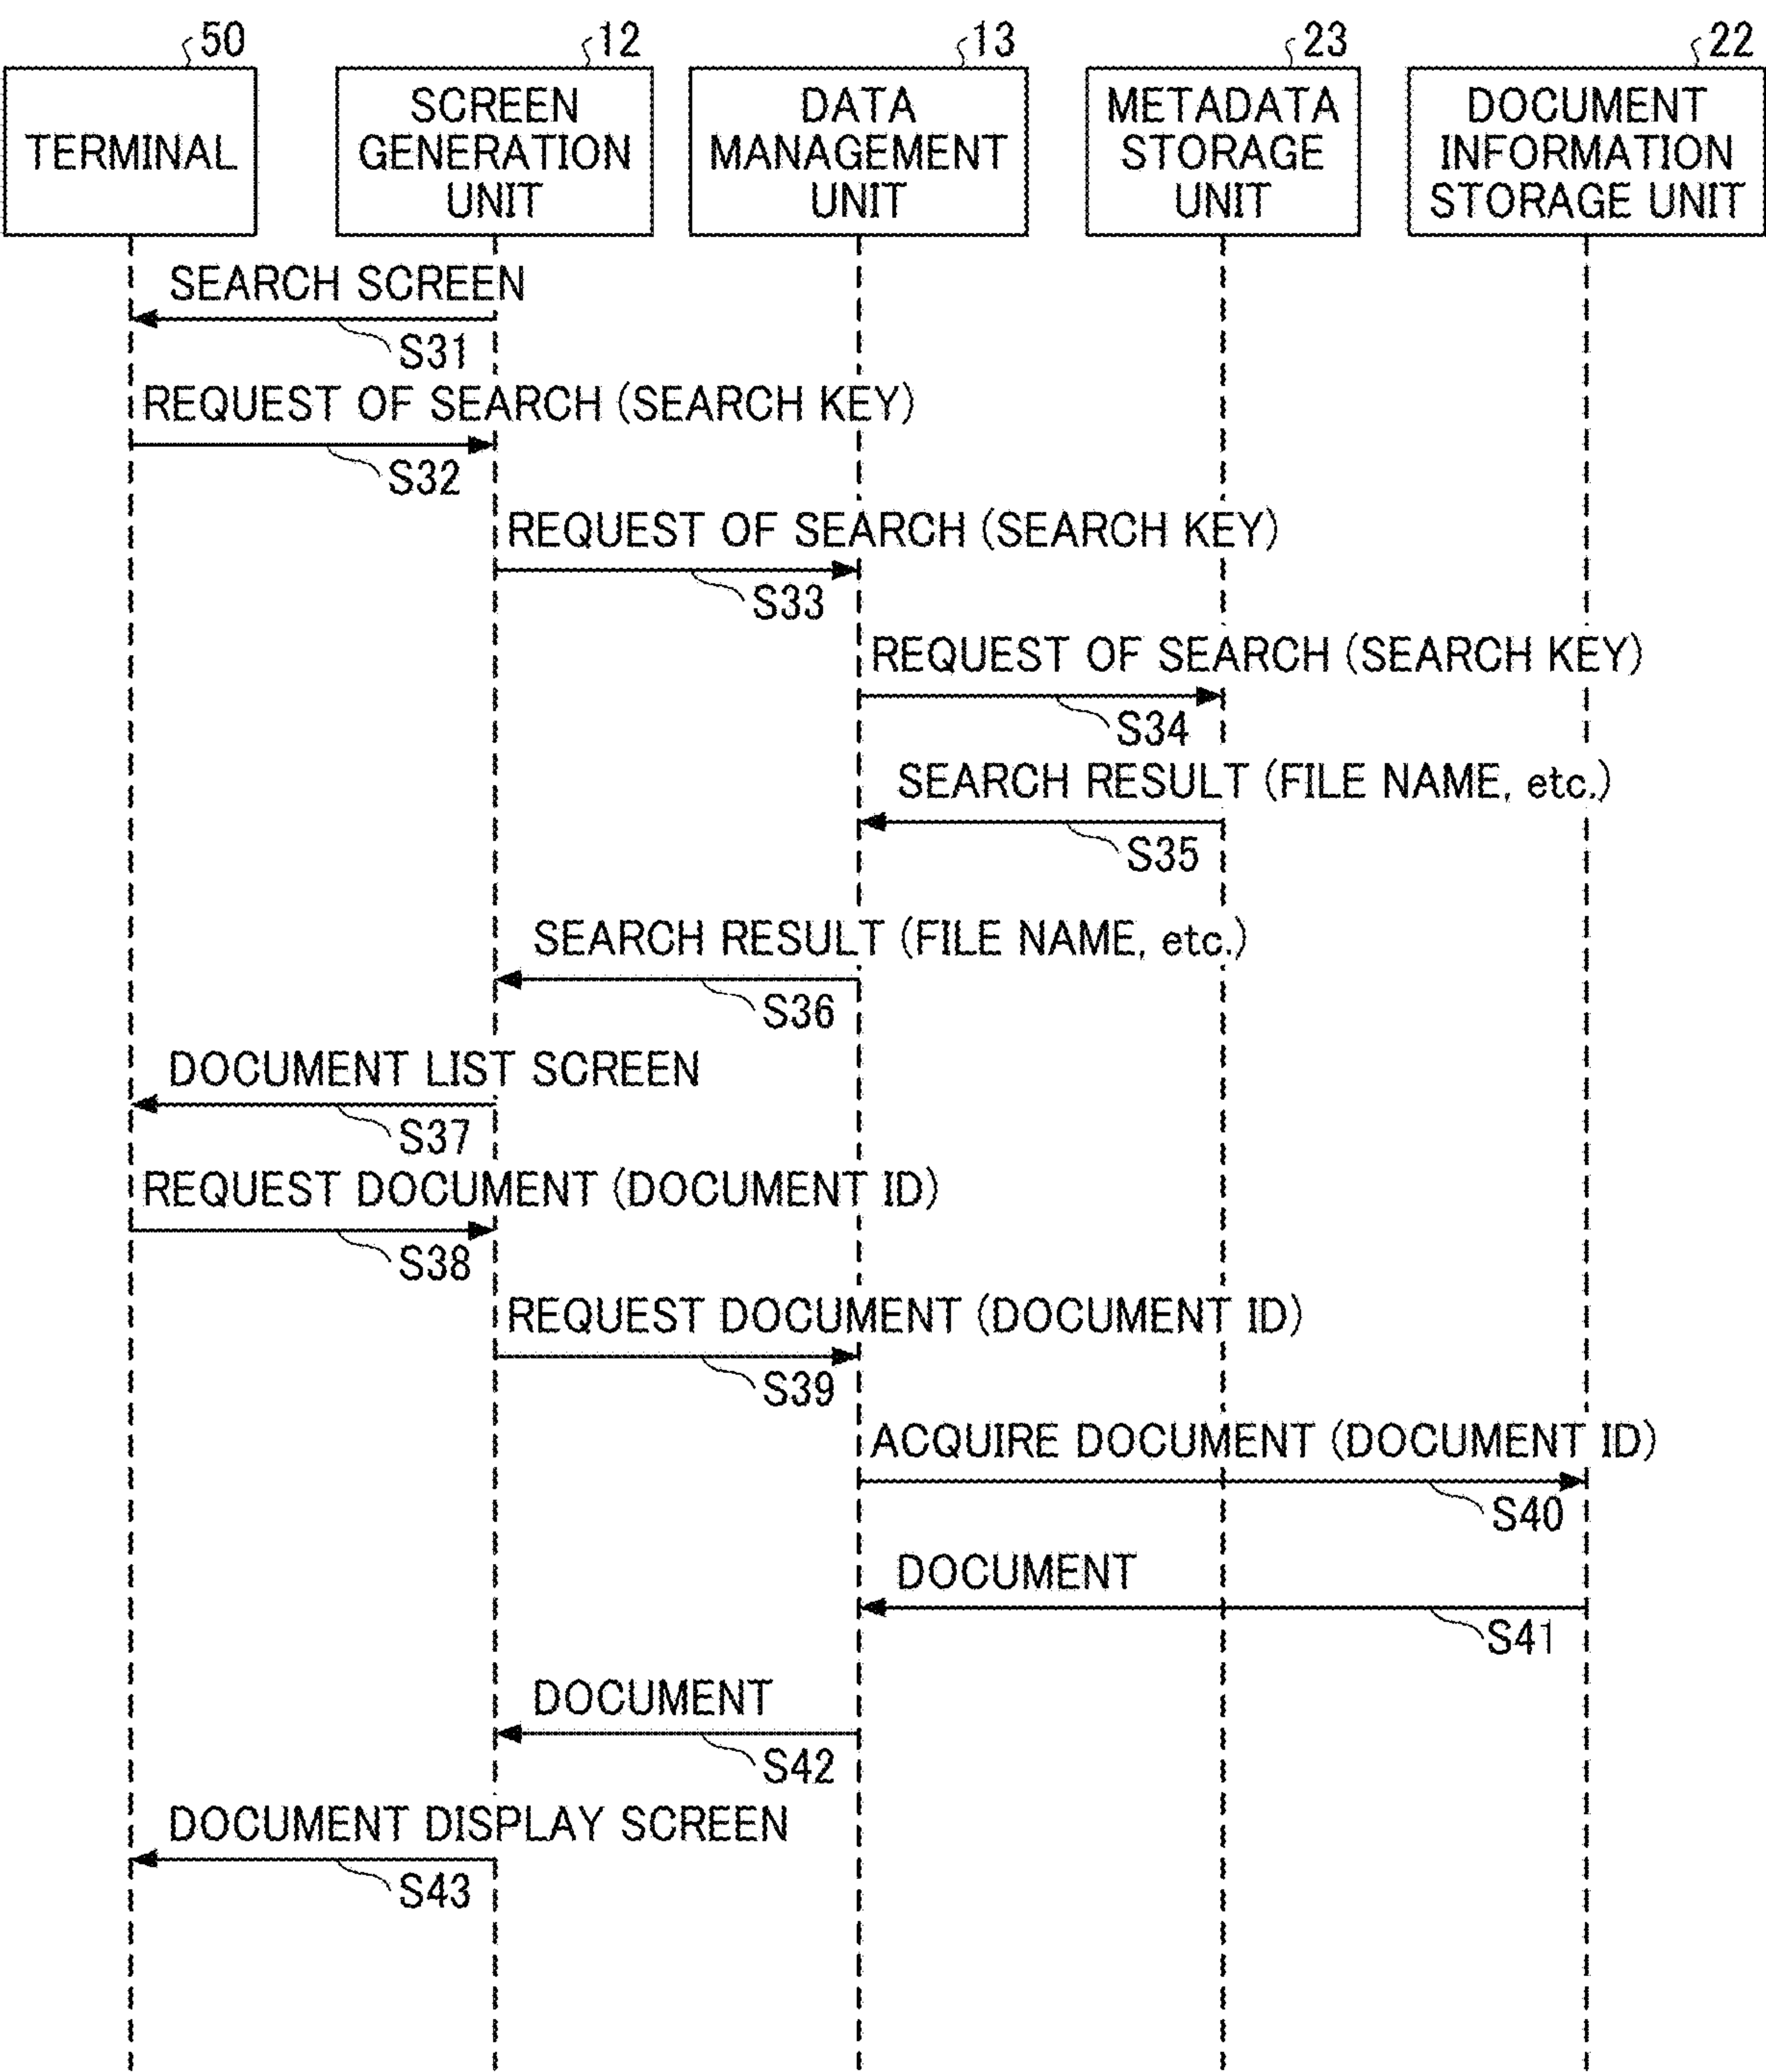 50
12
13
23
22
TERMINAL
SCREEN
GENERATION
UNIT
DATA
MANAGEMENT
UNIT
METADATA
STORAGE
UNIT
DOCUMENT
INFORMATION
STORAGE UNIT
SEARCH SCREEN
S31
REQUEST OF SEARCH (SEARCH KEY)
S32
REQUEST OF SEARCH (SEARCH KEY)
S33
REQUEST OF SEARCH (SEARCH KEY)
S34
SEARCH RESULT (FILE NAME, etc.)
S35
SEARCH RESULT (FILE NAME, etc.)
S36
DOCUMENT LIST SCREEN
S37
REQUEST DOCUMENT (DOCUMENT ID)
S38
REQUEST DOCUMENT (DOCUMENT ID)
S39
ACQUIRE DOCUMENT (DOCUMENT ID)
S40
DOCUMENT
S41
DOCUMENT
S42
DOCUMENT DISPLAY SCREEN
S43